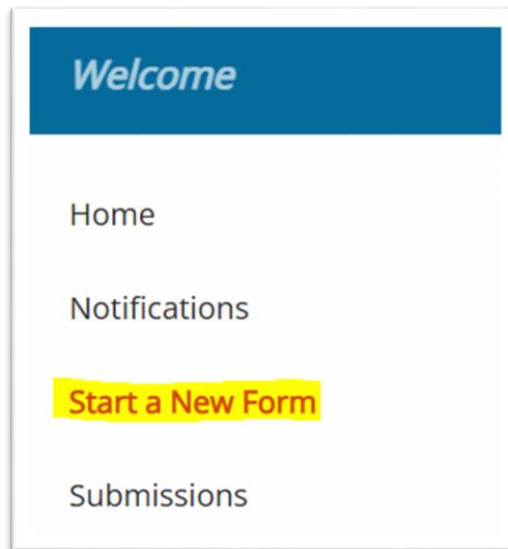 Welcome
Home
Notifications
Start a New Form
Submissions